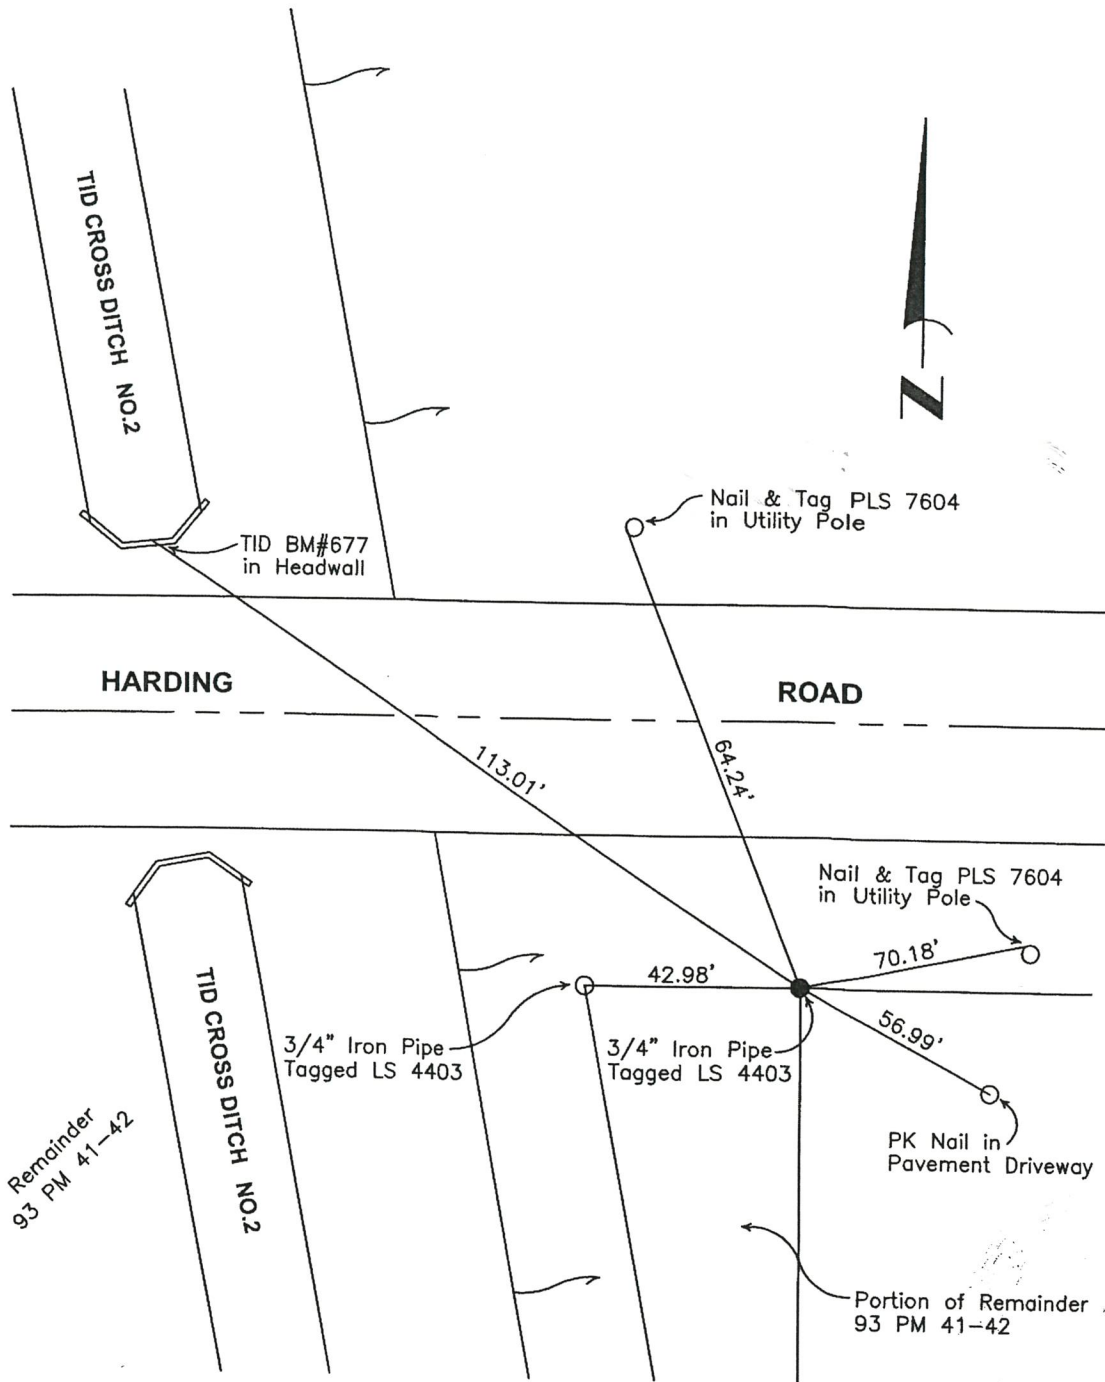 TID CROSS DITCH NO.2
Z
Nail & Tag PLS 7604
in Utility Pole
TID BM#677
in Headwall
HARDING ROAD
113.01'
64.24'
Nail & Tag PLS 7604
in Utility Pole
70.18'
42.98'
56.99'
3/4" Iron Pipe
Tagged LS 4403
3/4" Iron Pipe
Tagged LS 4403
TID CROSS DITCH NO.2
Remainder
93 PM 41-42
PK Nail in
Pavement Driveway
Portion of Remainder
93 PM 41-42